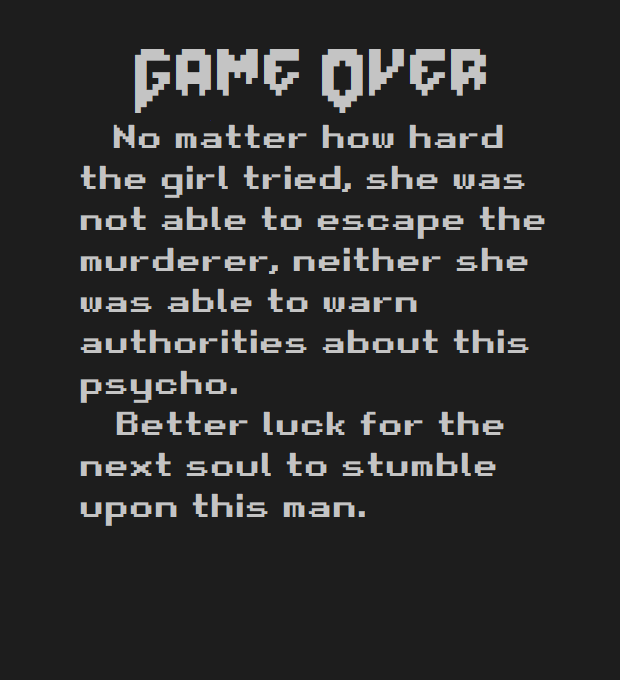 GAME OVER
No matter how hard
the girl tried, she was
not able to escape the
murderer, neither she
was able to warn
authorities about this
psycho.
Better luck for the
next soul to stumble
upon this man.